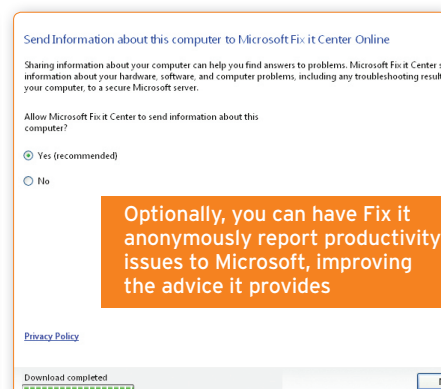 Send Information about this computer to Microsoft Fix it Center Online
Sharing information about your computer can help you find answers to problems. Microsoft Fix it Center
information about your hardware, software, and computer problems, including any troubleshooting
your computer, to a secure Microsoft server.
Allow Microsoft Fix it Center to send information about this
computer?
Yes (recommended)
No
Optionally, you can have Fix it
anonymously report productivity
issues to Microsoft, improving
the advice it provides
Privacy Policy
Download completed